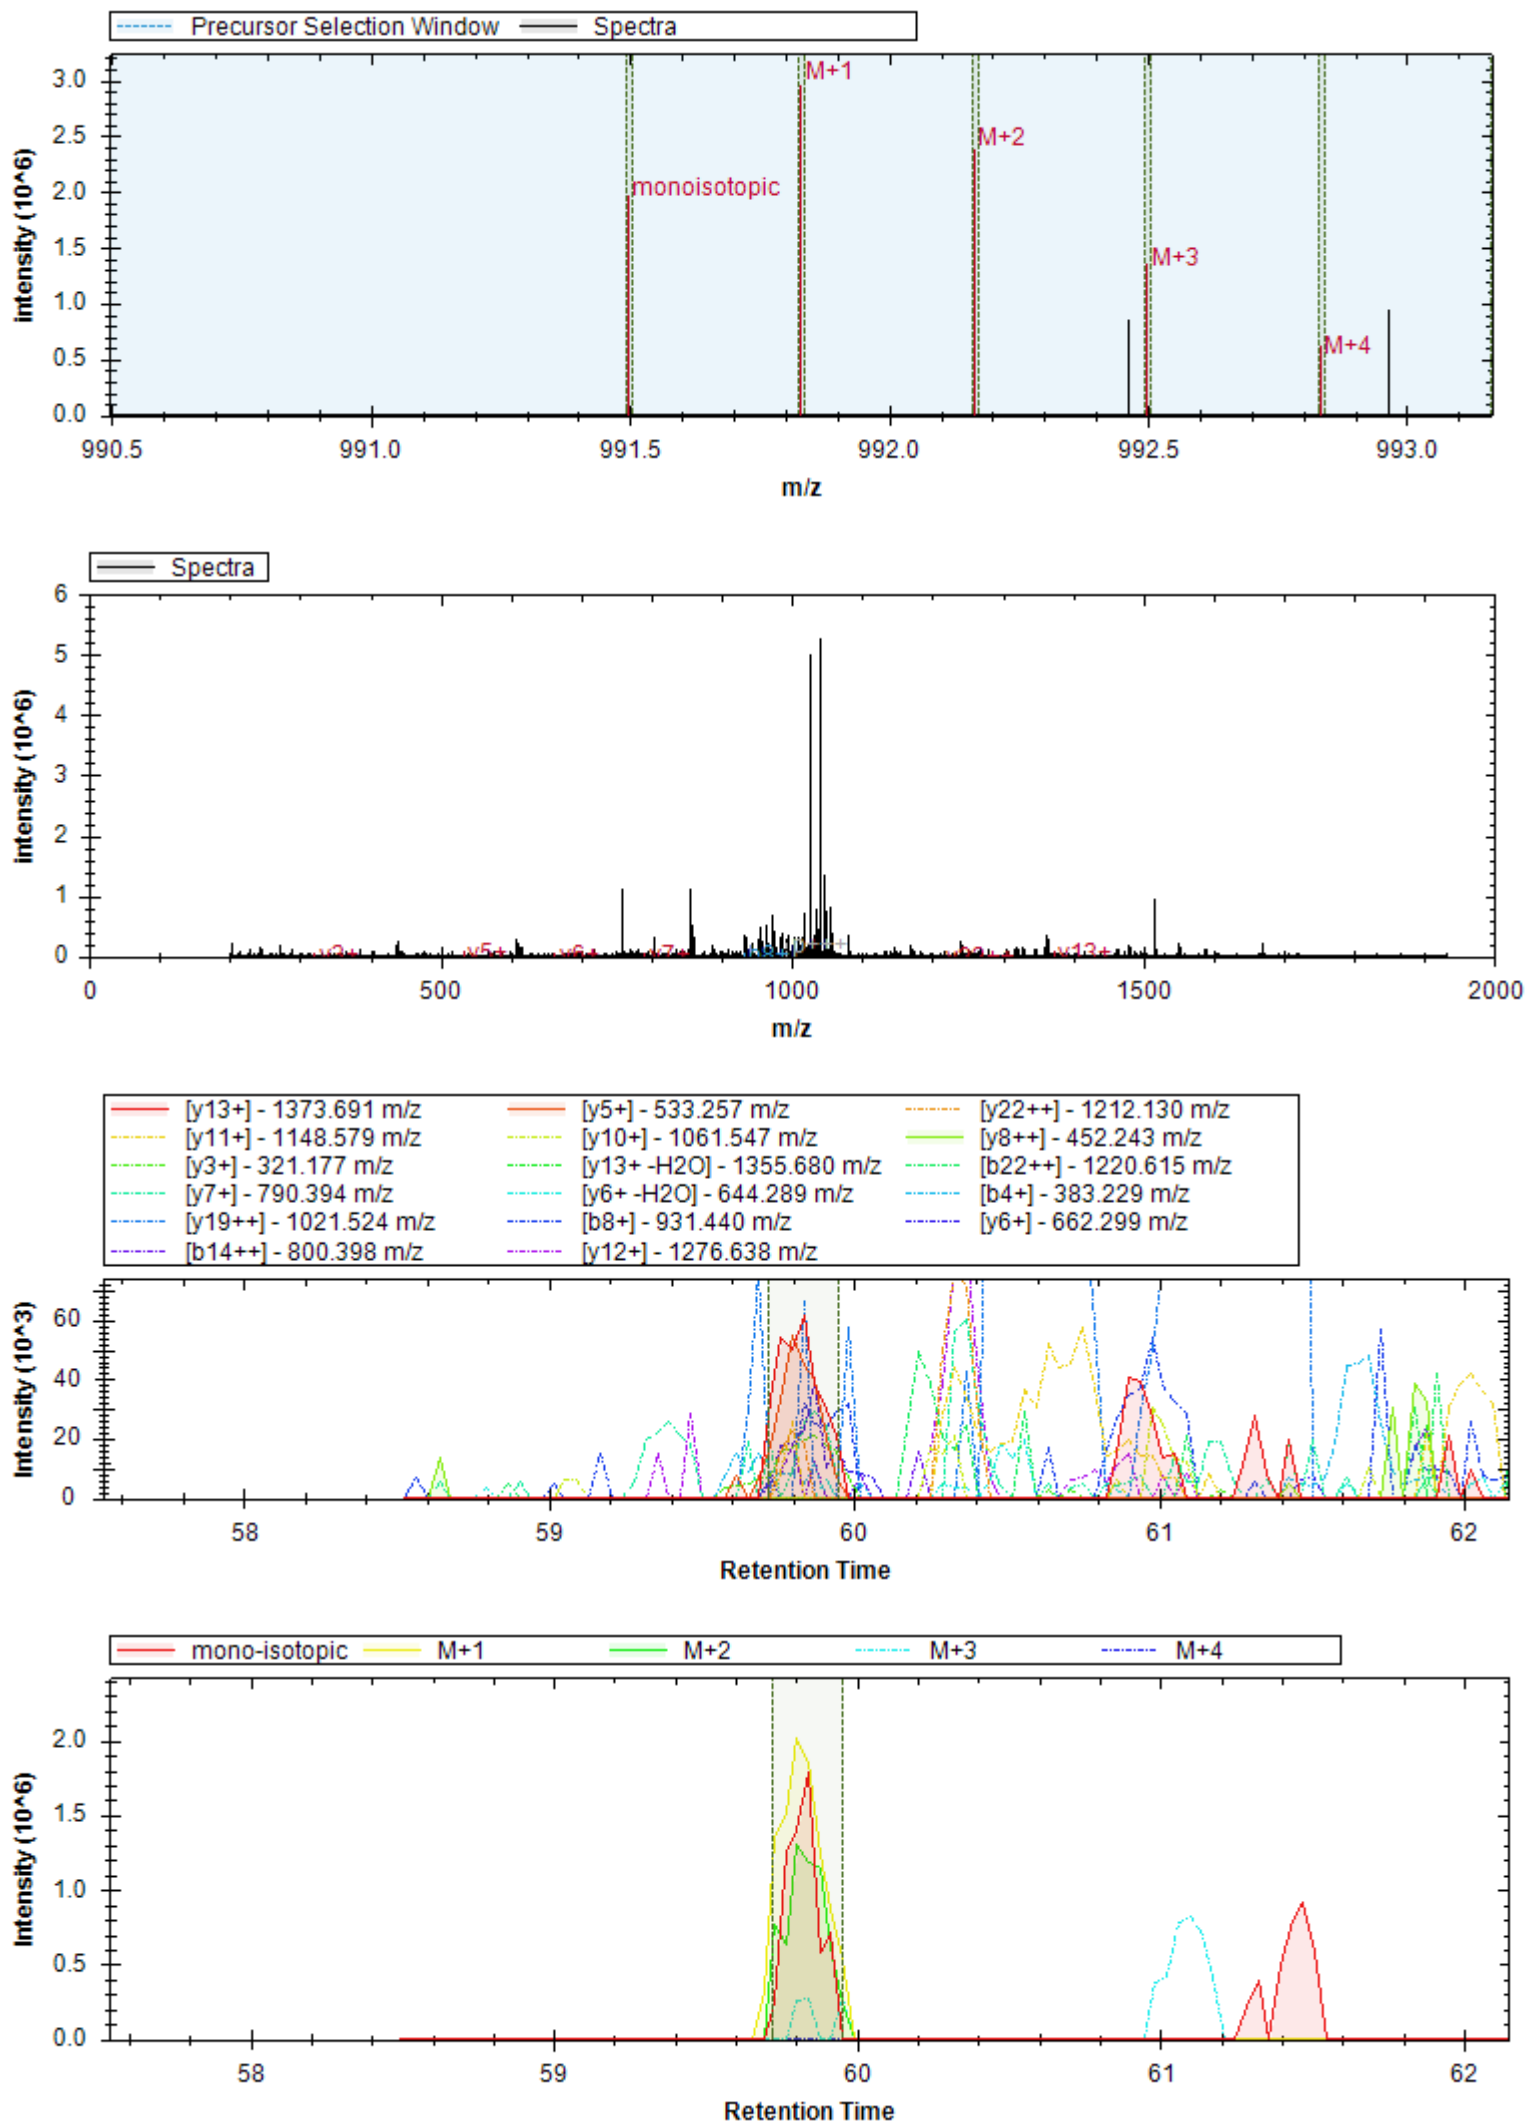 Precursor Selection Window Spectra
3.0
2.5
2.0
1.5
1.0
0.5
0.0
intensity (10^6)
monoisotopic
M+1
M+2
M+3
M+4
990.5 991.0 991.5 992.0 992.5 993.0
m/z
Spectra
6
5
4
3
2
1
0
intensity (10^6)
y3+ y5+ y6+ y7+ y13+
0 500 1000 1500 2000
m/z
[y13+] - 1373.691 m/z [y5+] - 533.257 m/z [y22++] - 1212.130 m/z
[y11+] - 1148.579 m/z [y10+] - 1061.547 m/z [y8++] - 452.243 m/z
[y3+] - 321.177 m/z [y13+ -H2O] - 1355.680 m/z [b22++] - 1220.615 m/z
[y7+] - 790.394 m/z [y6+ -H2O] - 644.289 m/z [b4+] - 383.229 m/z
[y19++] - 1021.524 m/z [b8+] - 931.440 m/z [y6+] - 662.299 m/z
[b14++] - 800.398 m/z [y12+] - 1276.638 m/z
60
40
20
0
Intensity (10^3)
58 59 60 61 62
Retention Time
mono-isotopic M+1 M+2 M+3 M+4
2.0
1.5
1.0
0.5
0.0
Intensity (10^6)
58 59 60 61 62
Retention Time